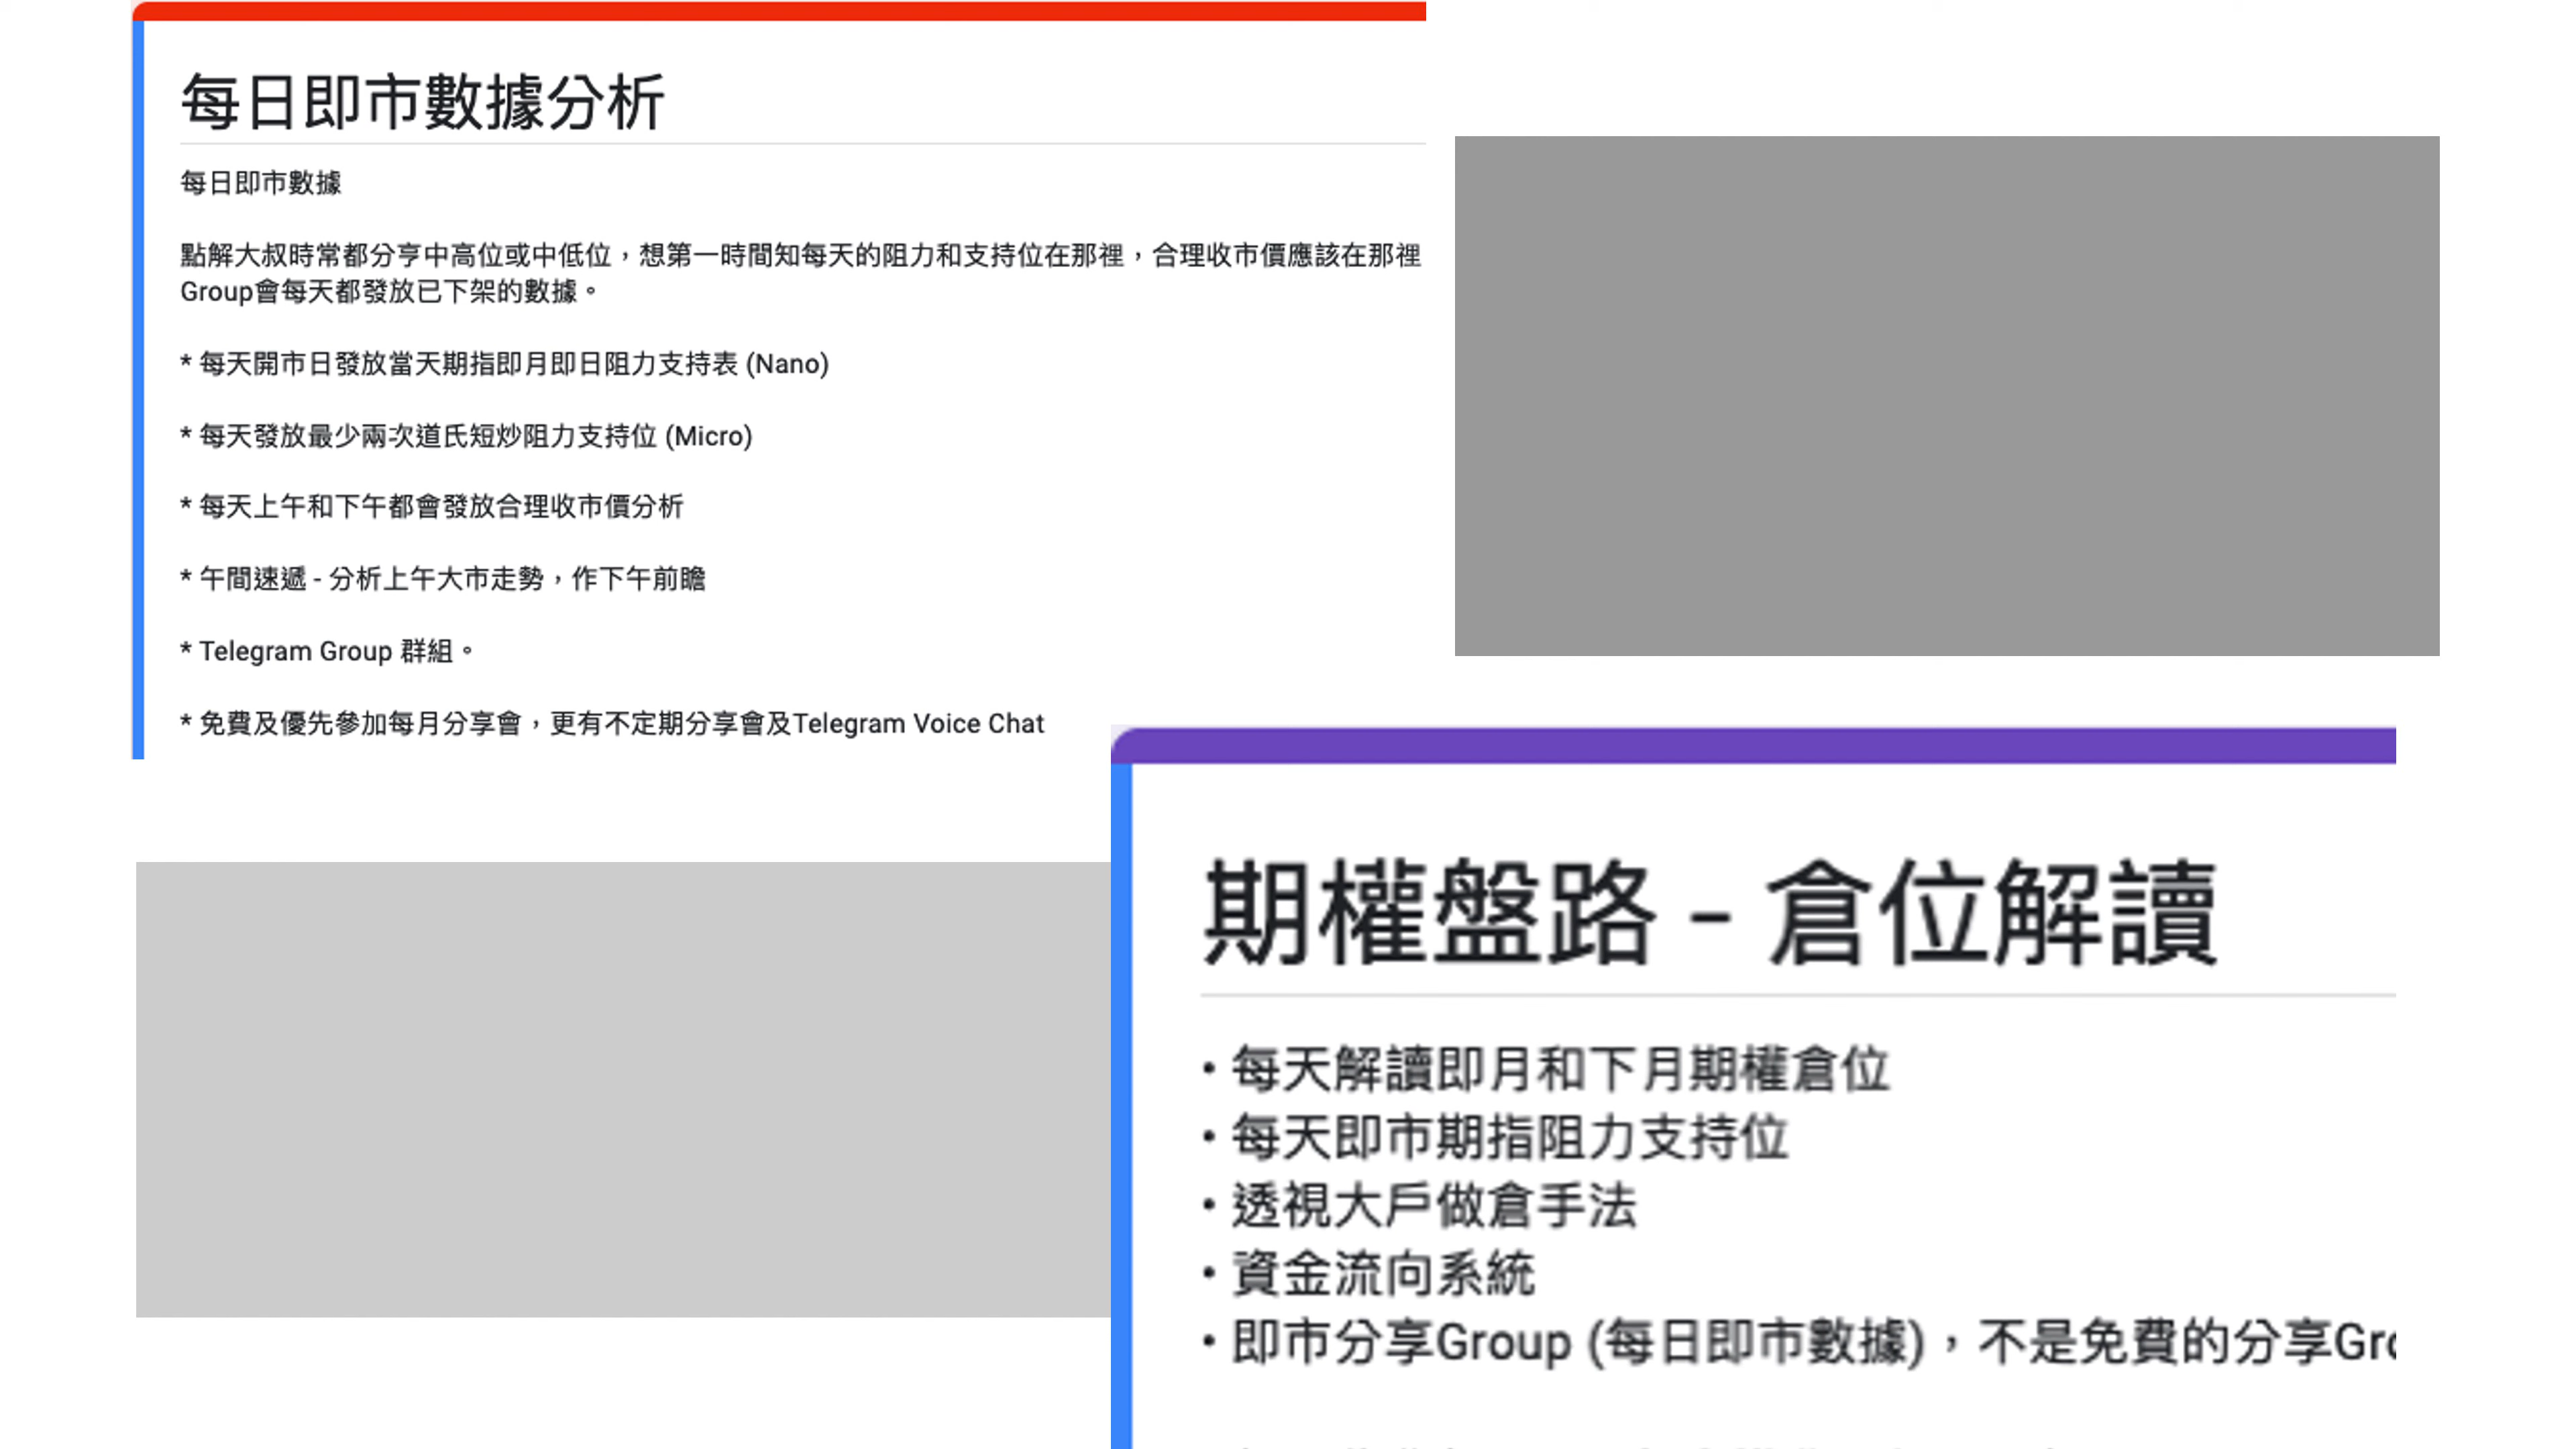 每日即市數據分析
每日即市數據
點解大叔時常都分亨中高位或中低位，想第一時間知每天的阻力和支持位在那裡，合理收市價應該在那裡
Group會每天都發放已下架的數據。
* 每天開市日發放當天期指即月即日阻力支持表 (Nano)
* 每天發放最少兩次道氏短炒阻力支持位 (Micro)
* 每天上午和下午都會發放合理收市價分析
* 午間速遞 - 分析上午大市走勢，作下午前瞻
* Telegram Group 群組。
* 免費及優先參加每月分享會，更有不定期分享會及Telegram Voice Chat
期權盤路 - 倉位解讀
• 每天解讀即月和下月期權倉位
• 每天即市期指阻力支持位
• 透視大戶做倉手法
• 資金流向系統
• 即市分享Group (每日即市數據)，不是免費的分享Gr